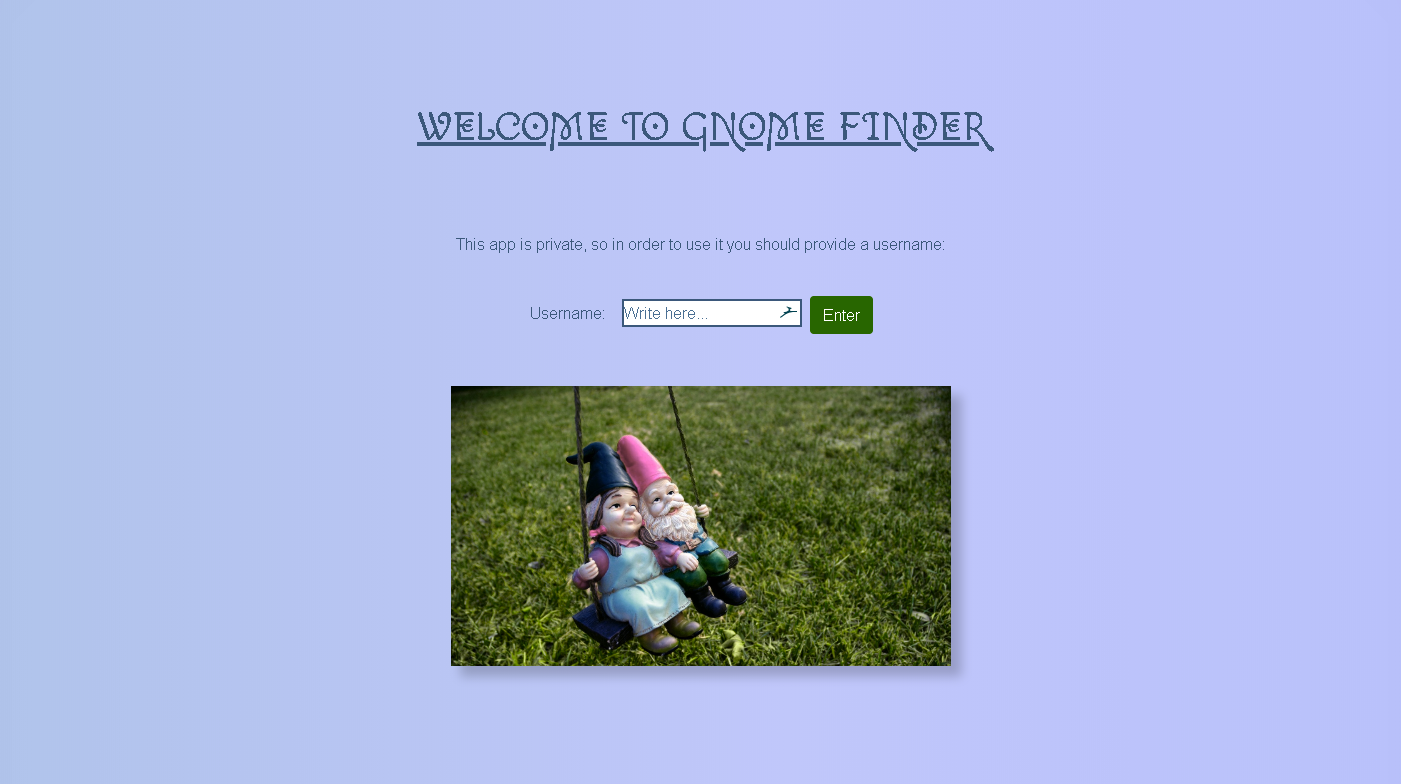 WELCOME TO GNOME FINDER
This app is private, so in order to use it you should provide a username:
Username: Write here... Enter